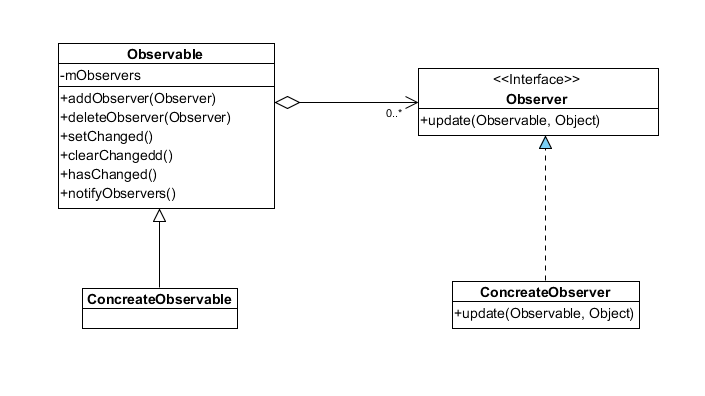 Observable
-mObservers
+addObserver(Observer)
+deleteObserver(Observer)
+setChanged()
+clearChangedd()
+hasChanged()
+notifyObservers()
0..*
<<Interface>>
Observer
+update(Observable, Object)
ConcreateObservable
ConcreateObserver
+update(Observable, Object)